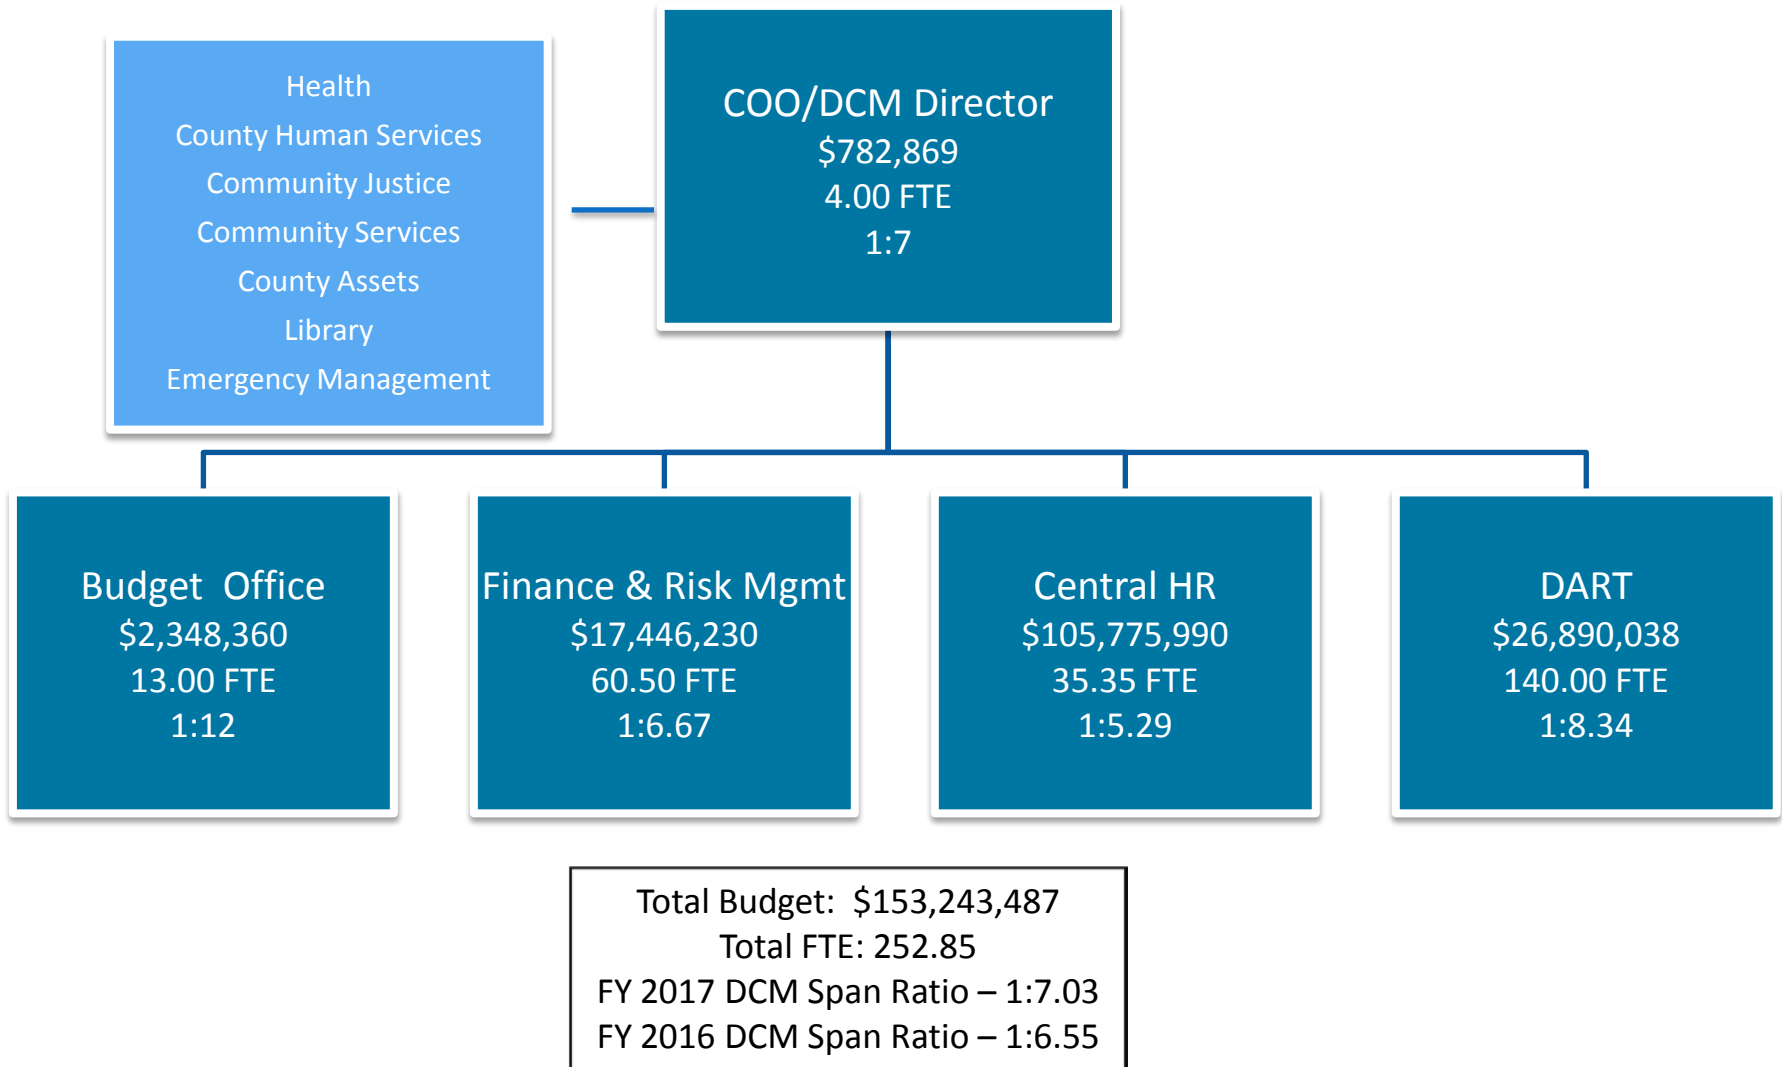 Health
County Human Services
Community Justice
Community Services
County Assets
Library
Emergency Management
COO/DCM Director
$782,869
4.00 FTE
1:7
Budget Office
$2,348,360
13.00 FTE
1:12
Finance & Risk Mgmt
$17,446,230
60.50 FTE
1:6.67
Central HR
$105,775,990
35.35 FTE
1:5.29
DART
$26,890,038
140.00 FTE
1:8.34
Total Budget: $153,243,487
Total FTE: 252.85
FY 2017 DCM Span Ratio – 1:7.03
FY 2016 DCM Span Ratio – 1:6.55